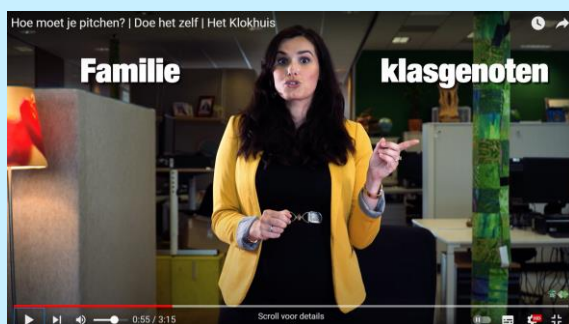 Hoe moet je pitchen? | Doe het zelf | Het Klokhuis
Familie
klasgenoten
0:55 / 3:15
Scroll voor details